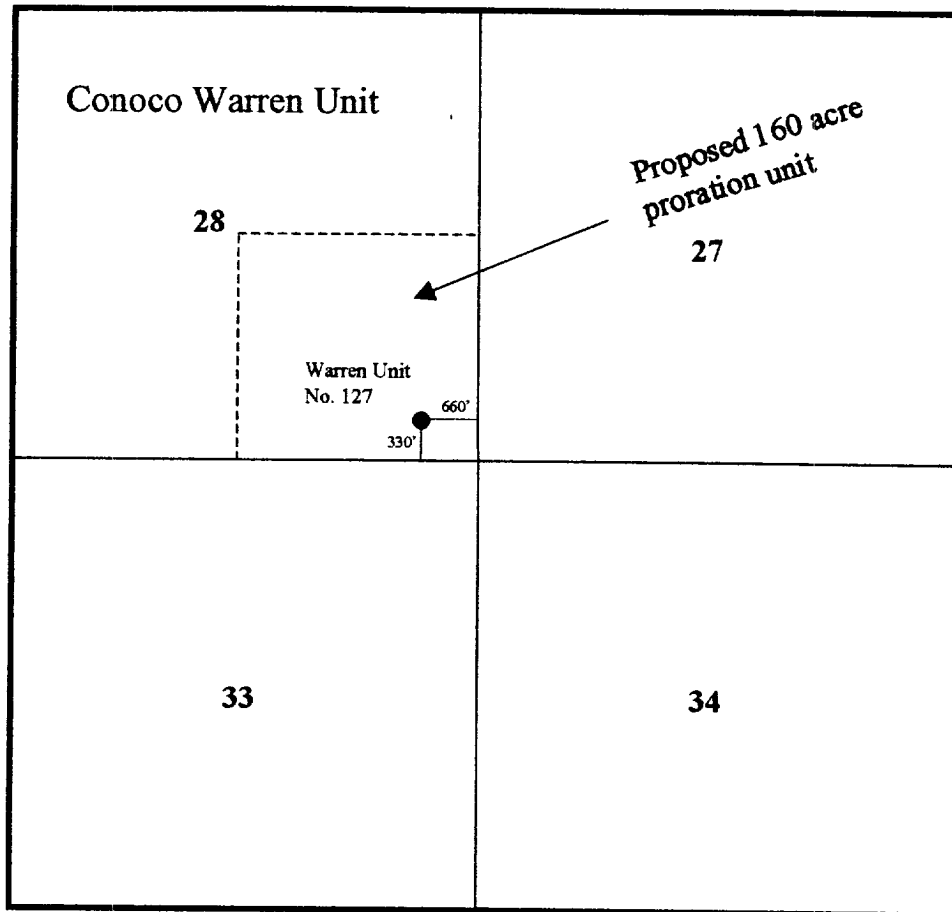 Conoco Warren Unit
Proposed 160 acre
proration unit
28
27
Warren Unit
No. 127
660'
330'
33
34